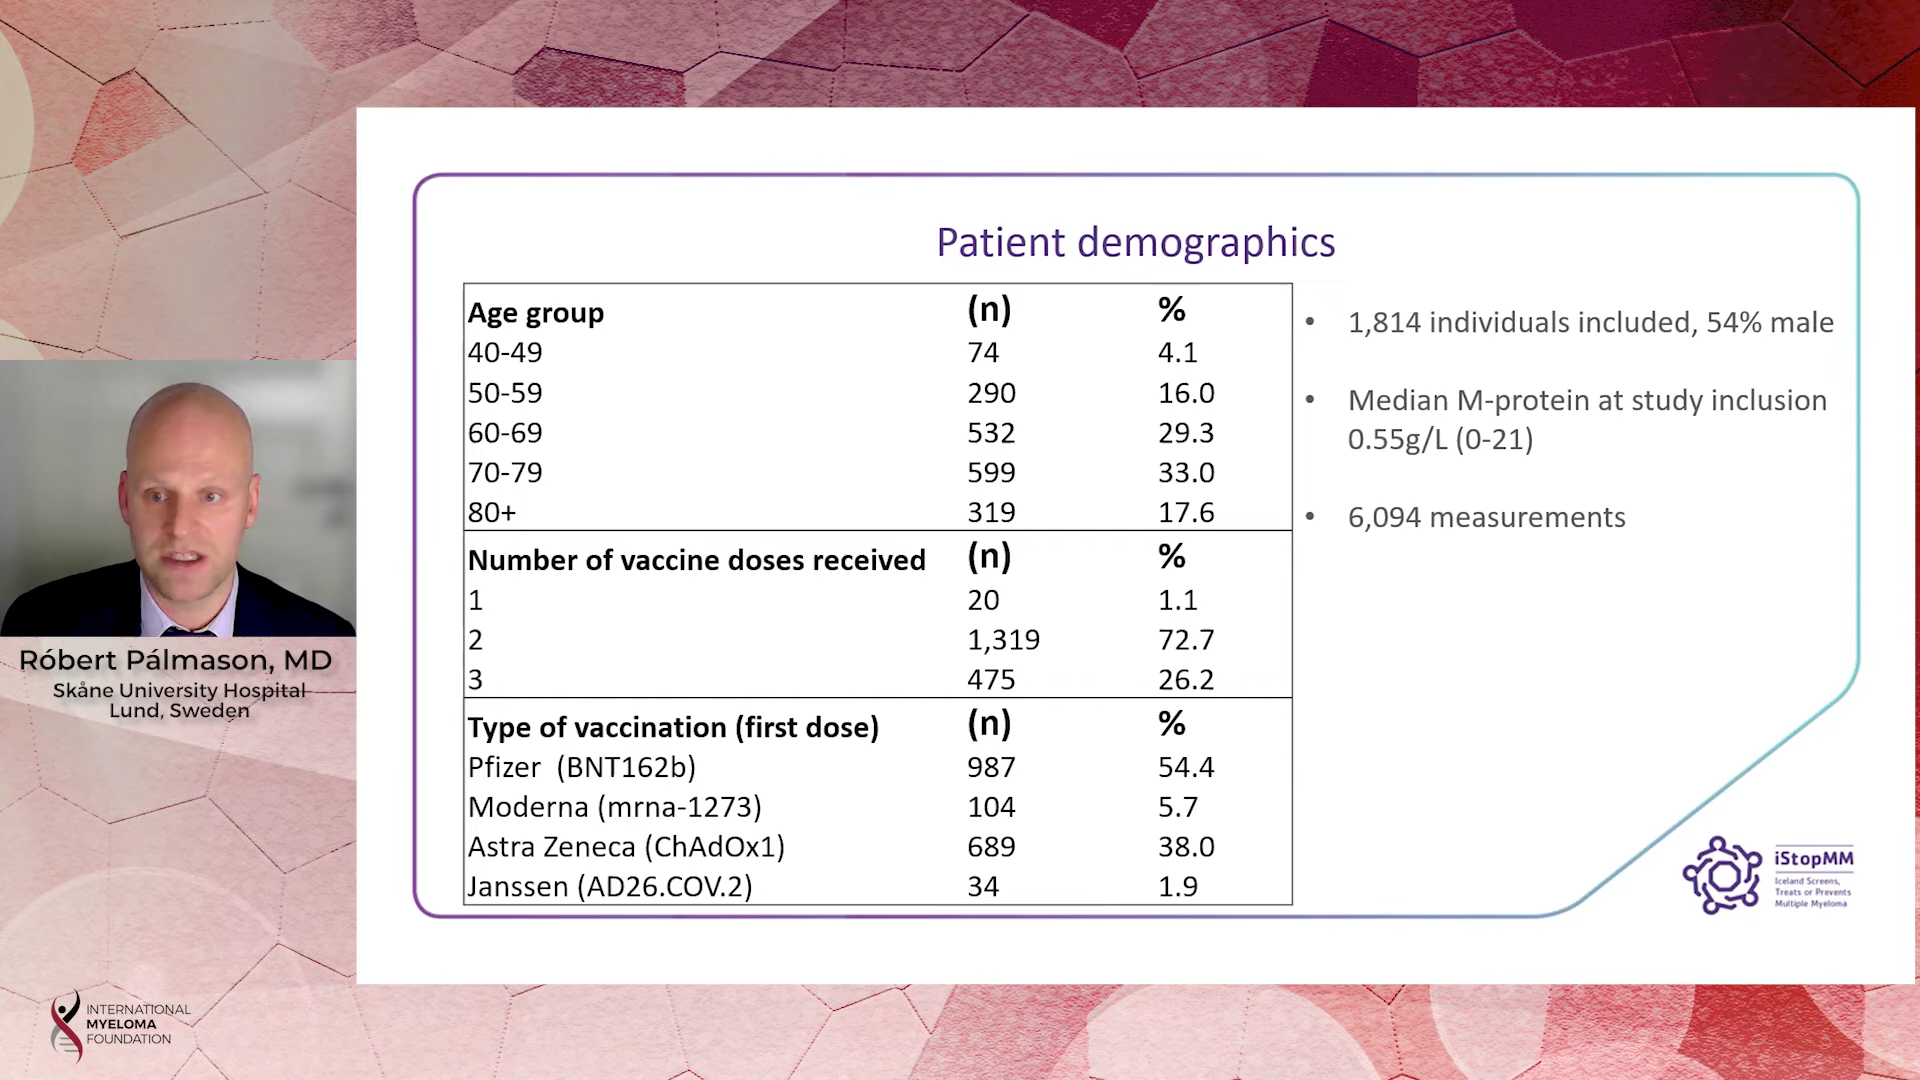 Patient demographics
Age group (n) %
40-49 74 4.1
50-59 290 16.0
60-69 532 29.3
70-79 599 33.0
80+ 319 17.6
Number of vaccine doses received (n) %
1 20 1.1
2 1,319 72.7
3 475 26.2
Type of vaccination (first dose) (n) %
Pfizer (BNT162b) 987 54.4
Moderna (mrna-1273) 104 5.7
Astra Zeneca (ChAdOx1) 689 38.0
Janssen (AD26.COV.2) 34 1.9
• 1,814 individuals included, 54% male
• Median M-protein at study inclusion
0.55g/L (0-21)
• 6,094 measurements
iStopMM
Iceland Screens,
Treats or Prevents
Multiple Myeloma
Róbert Pálmason, MD
Skåne University Hospital
Lund, Sweden
INTERNATIONAL
MYELOMA
FOUNDATION